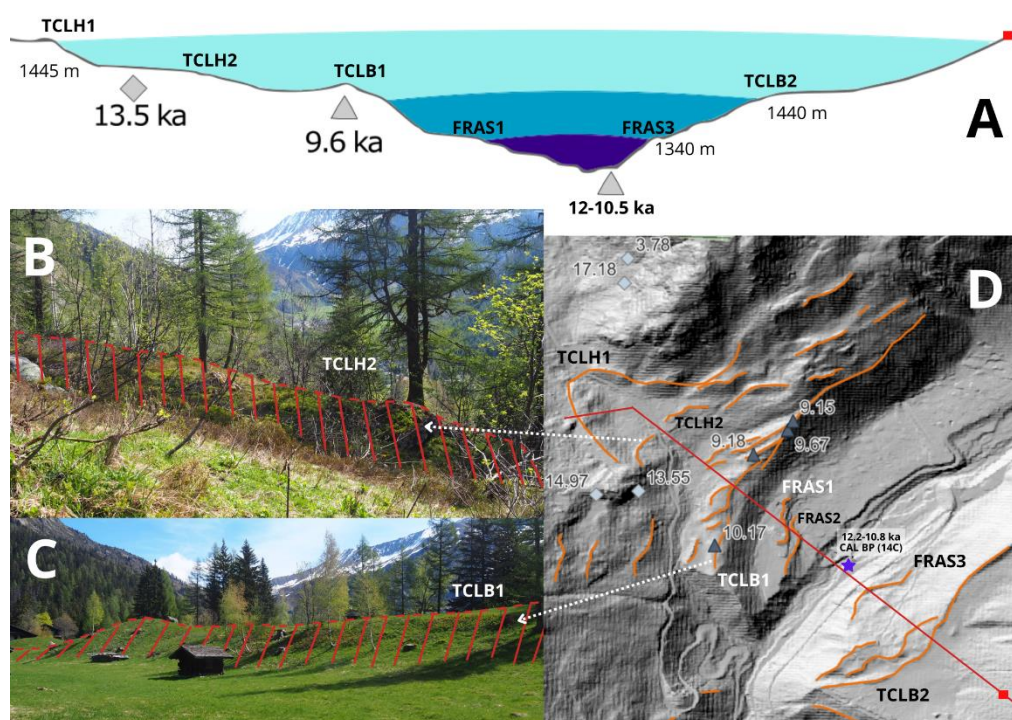 TCLH1
1445 m
TCLH2
TCLB1
TCLB2
13.5 ka
9.6 ka
FRAS1
FRAS3
1440 m
1340 m
A
12-10.5 ka
B
TCLH2
C
TCLB1
D
3.78
17.18
TCLH1
TCLH2
9.15
9.18
9.67
14.97
13.55
FRAS1
FRAS2
10.17
12.2-10.8 ka
CAL BP (14C)
FRAS3
TCLB1
TCLB2